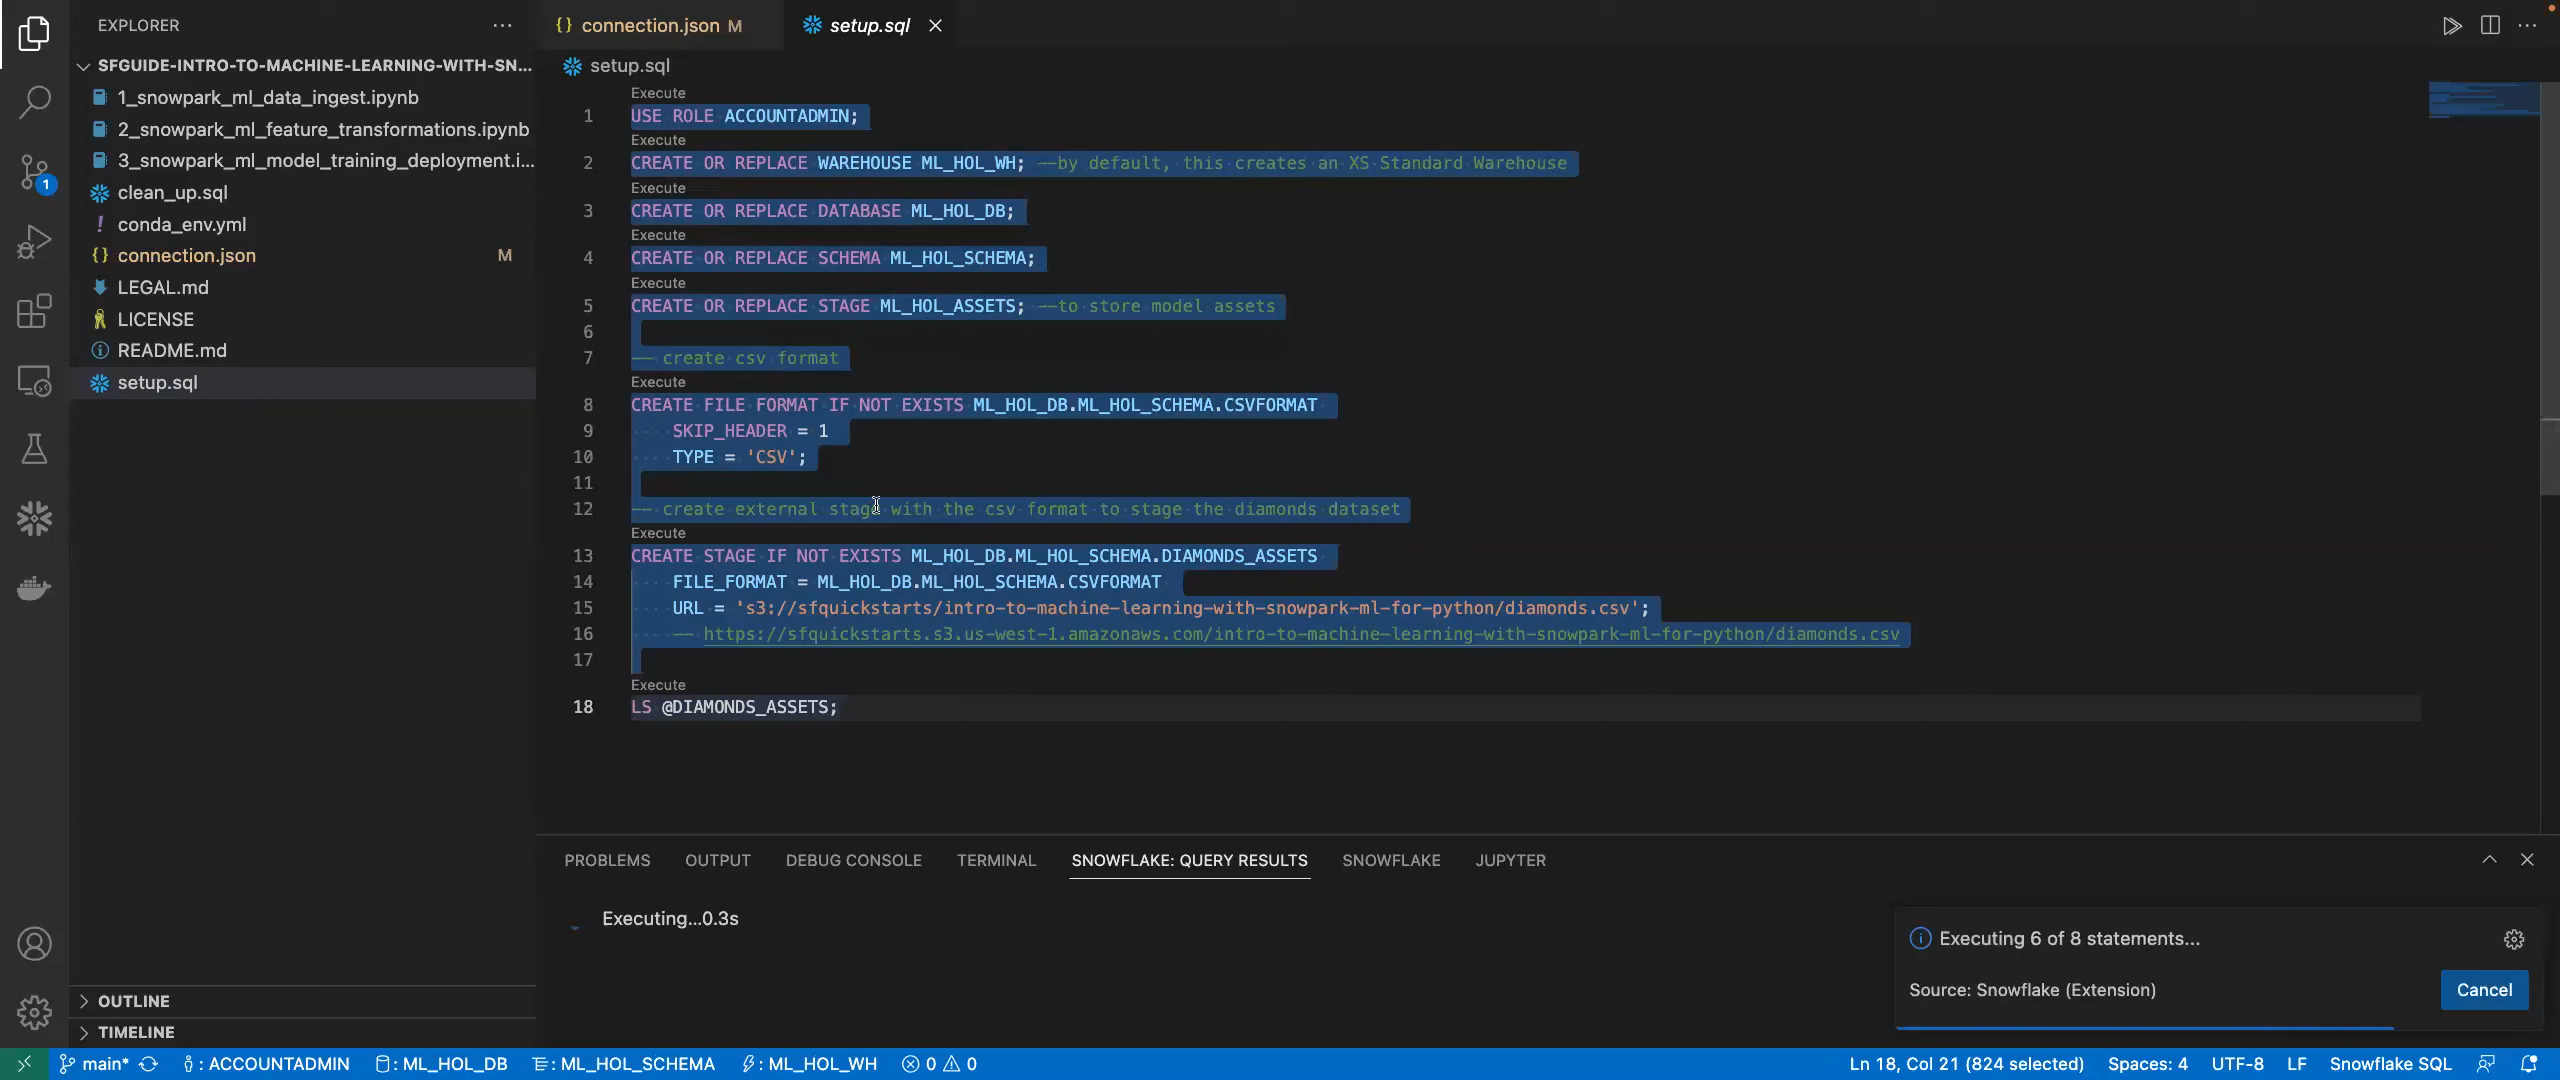 EXPLORER
SFGUIDE-INTRO-TO-MACHINE-LEARNING-WITH-SN...
1_snowpark_ml_data_ingest.ipynb
2_snowpark_ml_feature_transformations.ipynb
3_snowpark_ml_model_training_deployment.i...
clean_up.sql
! conda_env.yml
{} connection.json M
LEGAL.md
LICENSE
README.md
setup.sql
1
OUTLINE
TIMELINE
{} connection.json M
setup.sql
setup.sql
Execute
1 USE ROLE ACCOUNTADMIN;
Execute
2 CREATE OR REPLACE WAREHOUSE ML_HOL_WH; --by default, this creates an XS Standard Warehouse
Execute
3 CREATE OR REPLACE DATABASE ML_HOL_DB;
Execute
4 CREATE OR REPLACE SCHEMA ML_HOL_SCHEMA;
Execute
5 CREATE OR REPLACE STAGE ML_HOL_ASSETS; --to store model assets
6
7 -- create csv format
Execute
8 CREATE FILE FORMAT IF NOT EXISTS ML_HOL_DB.ML_HOL_SCHEMA.CSVFORMAT
9 SKIP_HEADER = 1
10 TYPE = 'CSV';
11
12 -- create external stage with the csv format to stage the diamonds dataset
Execute
13 CREATE STAGE IF NOT EXISTS ML_HOL_DB.ML_HOL_SCHEMA.DIAMONDS_ASSETS
14 FILE_FORMAT = ML_HOL_DB.ML_HOL_SCHEMA.CSVFORMAT
15 URL = 's3://sfquickstarts/intro-to-machine-learning-with-snowpark-ml-for-python/diamonds.csv';
16 -- https://sfquickstarts.s3.us-west-1.amazonaws.com/intro-to-machine-learning-with-snowpark-ml-for-python/diamonds.csv
17
Execute
18 LS @DIAMONDS_ASSETS;
PROBLEMS OUTPUT DEBUG CONSOLE TERMINAL SNOWFLAKE: QUERY RESULTS SNOWFLAKE JUPYTER
Executing...0.3s
Executing 6 of 8 statements...
Source: Snowflake (Extension)
Cancel
main* : ACCOUNTADMIN : ML_HOL_DB : ML_HOL_SCHEMA : ML_HOL_WH 0 0 Ln 18, Col 21 (824 selected) Spaces: 4 UTF-8 LF Snowflake SQL